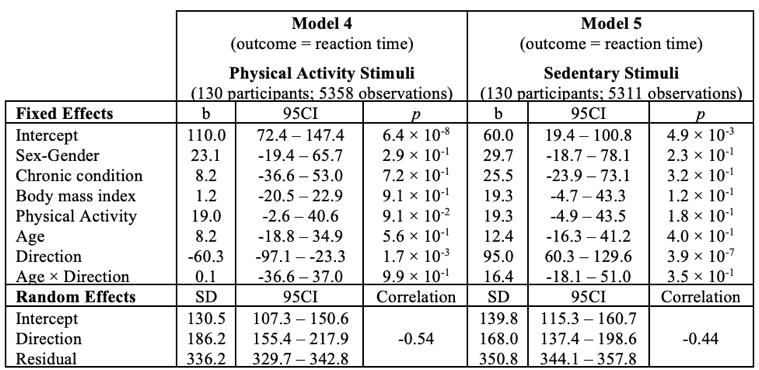 Model 4 Model 5
(outcome = reaction time) (outcome = reaction time)
Physical Activity Stimuli Sedentary Stimuli
(130 participants; 5358 observations) (130 participants; 5311 observations)
Fixed Effects b 95CI p b 95CI p
Intercept 110.0 72.4 – 147.4 6.4 × 10⁻⁸ 60.0 19.4 – 100.8 4.9 × 10⁻³
Sex-Gender 23.1 -19.4 – 65.7 2.9 × 10⁻¹ 29.7 -18.7 – 78.1 2.3 × 10⁻¹
Chronic condition 8.2 -36.6 – 53.0 7.2 × 10⁻¹ 25.5 -23.9 – 73.1 3.2 × 10⁻¹
Body mass index 1.2 -20.5 – 22.9 9.1 × 10⁻¹ 19.3 -4.7 – 43.3 1.2 × 10⁻¹
Physical Activity 19.0 -2.6 – 40.6 9.1 × 10⁻² 19.3 -4.9 – 43.5 1.8 × 10⁻¹
Age 8.2 -18.8 – 34.9 5.6 × 10⁻¹ 12.4 -16.3 – 41.2 4.0 × 10⁻¹
Direction -60.3 -97.1 – -23.3 1.7 × 10⁻³ 95.0 60.3 – 129.6 3.9 × 10⁻⁷
Age × Direction 0.1 -36.6 – 37.0 9.9 × 10⁻¹ 16.4 -18.1 – 51.0 3.5 × 10⁻¹
Random Effects SD 95CI Correlation SD 95CI Correlation
Intercept 130.5 107.3 – 150.6 139.8 115.3 – 160.7
Direction 186.2 155.4 – 217.9 -0.54 168.0 137.4 – 198.6 -0.44
Residual 336.2 329.7 – 342.8 350.8 344.1 – 357.8